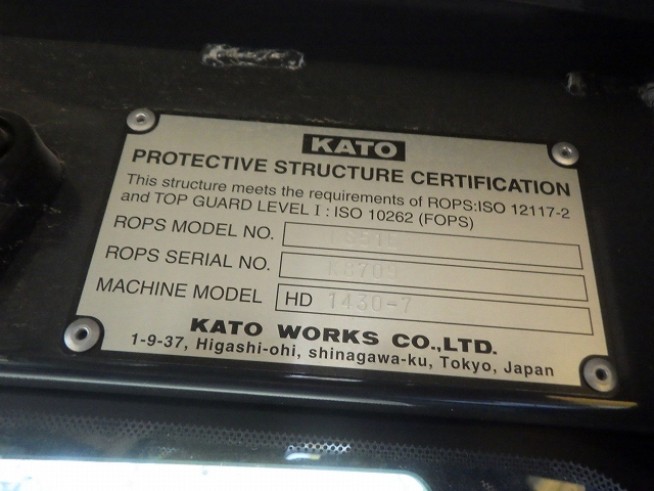 KATO
PROTECTIVE STRUCTURE CERTIFICATION
This structure meets the requirements of ROPS:ISO 12117-2
and TOP GUARD LEVEL I : ISO 10262 (FOPS)
ROPS MODEL NO.
ROPS SERIAL NO. K8709
MACHINE MODEL HD 1430-7
KATO WORKS CO.,LTD.
1-9-37, Higashi-ohi, shinagawa-ku, Tokyo, Japan